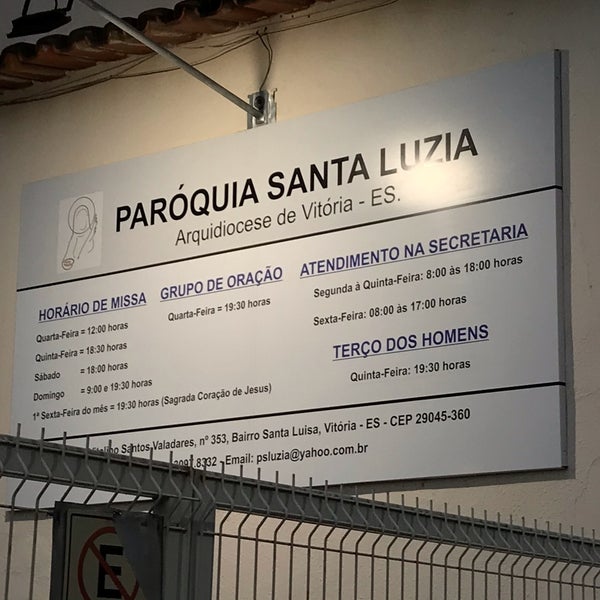 PARÓQUIA SANTA LUZIA
Arquidiocese de Vitória - ES.
HORÁRIO DE MISSA
Quarta-Feira = 12:00 horas
Quinta-Feira = 18:30 horas
Sábado = 18:00 horas
Domingo = 9:00 e 19:30 horas
1ª Sexta-Feira do mês = 19:30 horas (Sagrada Coração de Jesus)
GRUPO DE ORAÇÃO
Quarta-Feira = 19:30 horas
ATENDIMENTO NA SECRETARIA
Segunda à Quinta-Feira: 8:00 às 18:00 horas
Sexta-Feira: 08:00 às 17:00 horas
TERÇO DOS HOMENS
Quinta-Feira: 19:30 horas
Santos Valadares, nº 353, Bairro Santa Luisa, Vitória - ES - CEP 29045-360
- Email: psluzia@yahoo.com.br
E